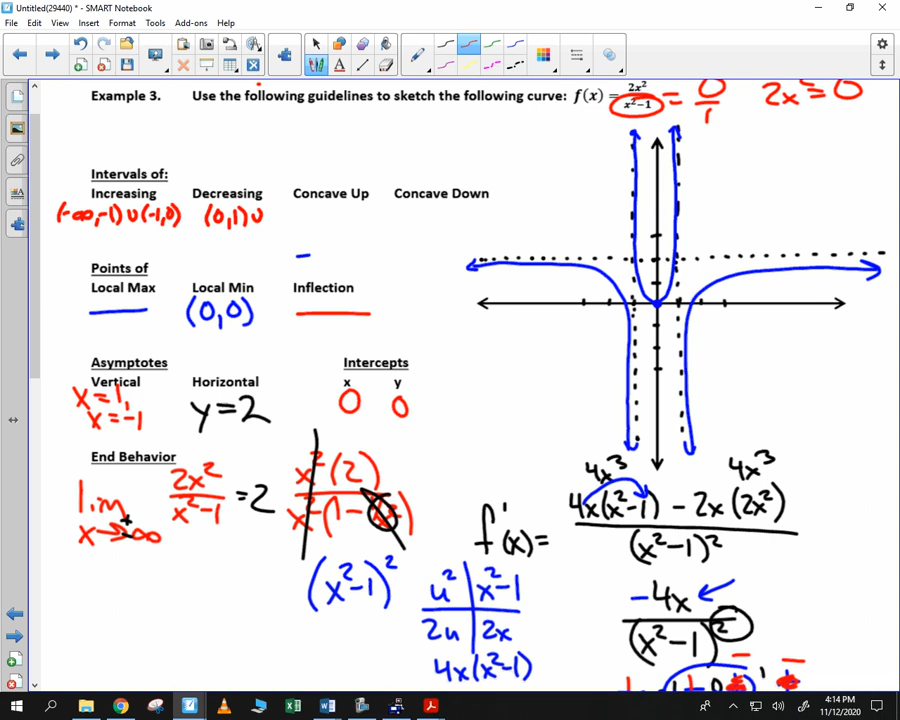 Untitled(29440) * - SMART Notebook
File Edit View Insert Format Tools Add-ons Help
Example 3. Use the following guidelines to sketch the following curve: f(x) = 2x²/(x²-1) = 0/1 2x² = 0
Intervals of:
Increasing Decreasing Concave Up Concave Down
(-∞,-1)∪(-1,0) (0,1)∪
Points of
Local Max Local Min Inflection
(0,0)
Asymptotes Intercepts
Vertical Horizontal x y
x=1, y=2 0 0
x=-1
End Behavior
lim x→∞ 2x²/(x²-1) = 2
x²(2)
4x³ 4x³
f'(x) = (4x(x²-1) - 2x(2x²))/(x²-1)²
(x²-1)²
u² x²-1
2u 2x
4x(x²-1)
-4x/(x²-1)²
4:14 PM
11/12/2020